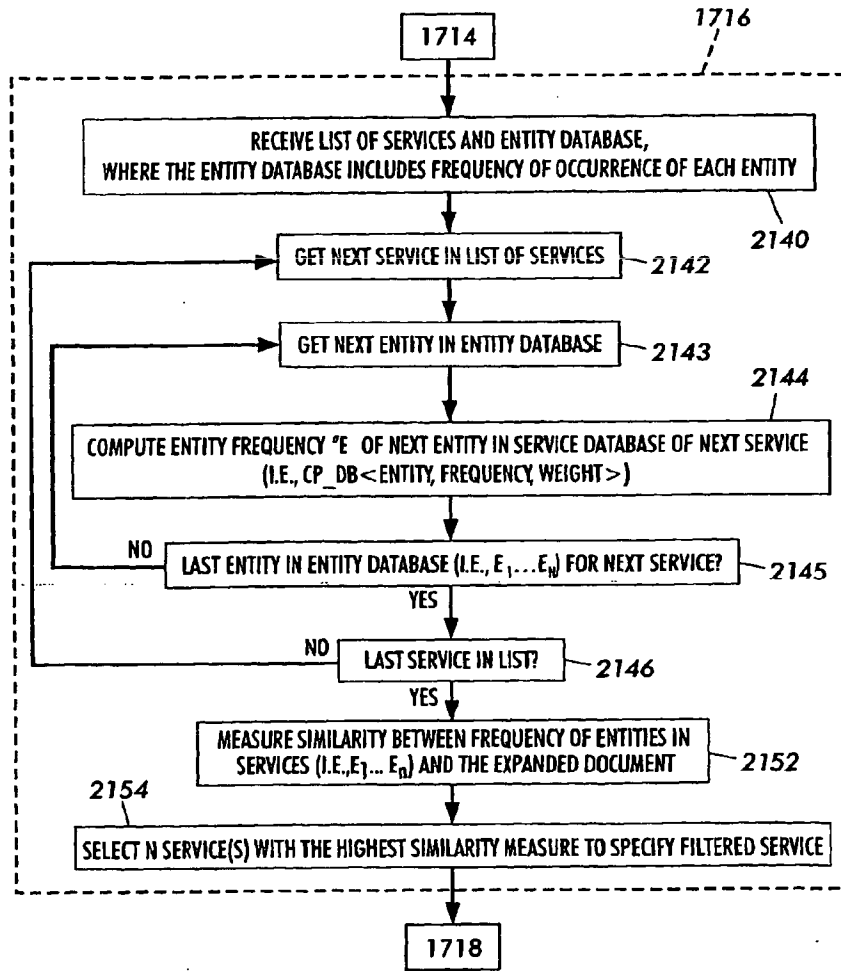 1716
1714
RECEIVE LIST OF SERVICES AND ENTITY DATABASE,
WHERE THE ENTITY DATABASE INCLUDES FREQUENCY OF OCCURRENCE OF EACH ENTITY
2140
GET NEXT SERVICE IN LIST OF SERVICES
2142
GET NEXT ENTITY IN ENTITY DATABASE
2143
2144
COMPUTE ENTITY FREQUENCY "E OF NEXT ENTITY IN SERVICE DATABASE OF NEXT SERVICE
(I.E., CP_DB<ENTITY, FREQUENCY, WEIGHT>)
NO
LAST ENTITY IN ENTITY DATABASE (I.E., E1...EN) FOR NEXT SERVICE?
2145
YES
NO
LAST SERVICE IN LIST?
2146
YES
MEASURE SIMILARITY BETWEEN FREQUENCY OF ENTITIES IN
SERVICES (I.E.,E1... En) AND THE EXPANDED DOCUMENT
2152
2154
SELECT N SERVICE(S) WITH THE HIGHEST SIMILARITY MEASURE TO SPECIFY FILTERED SERVICE
1718